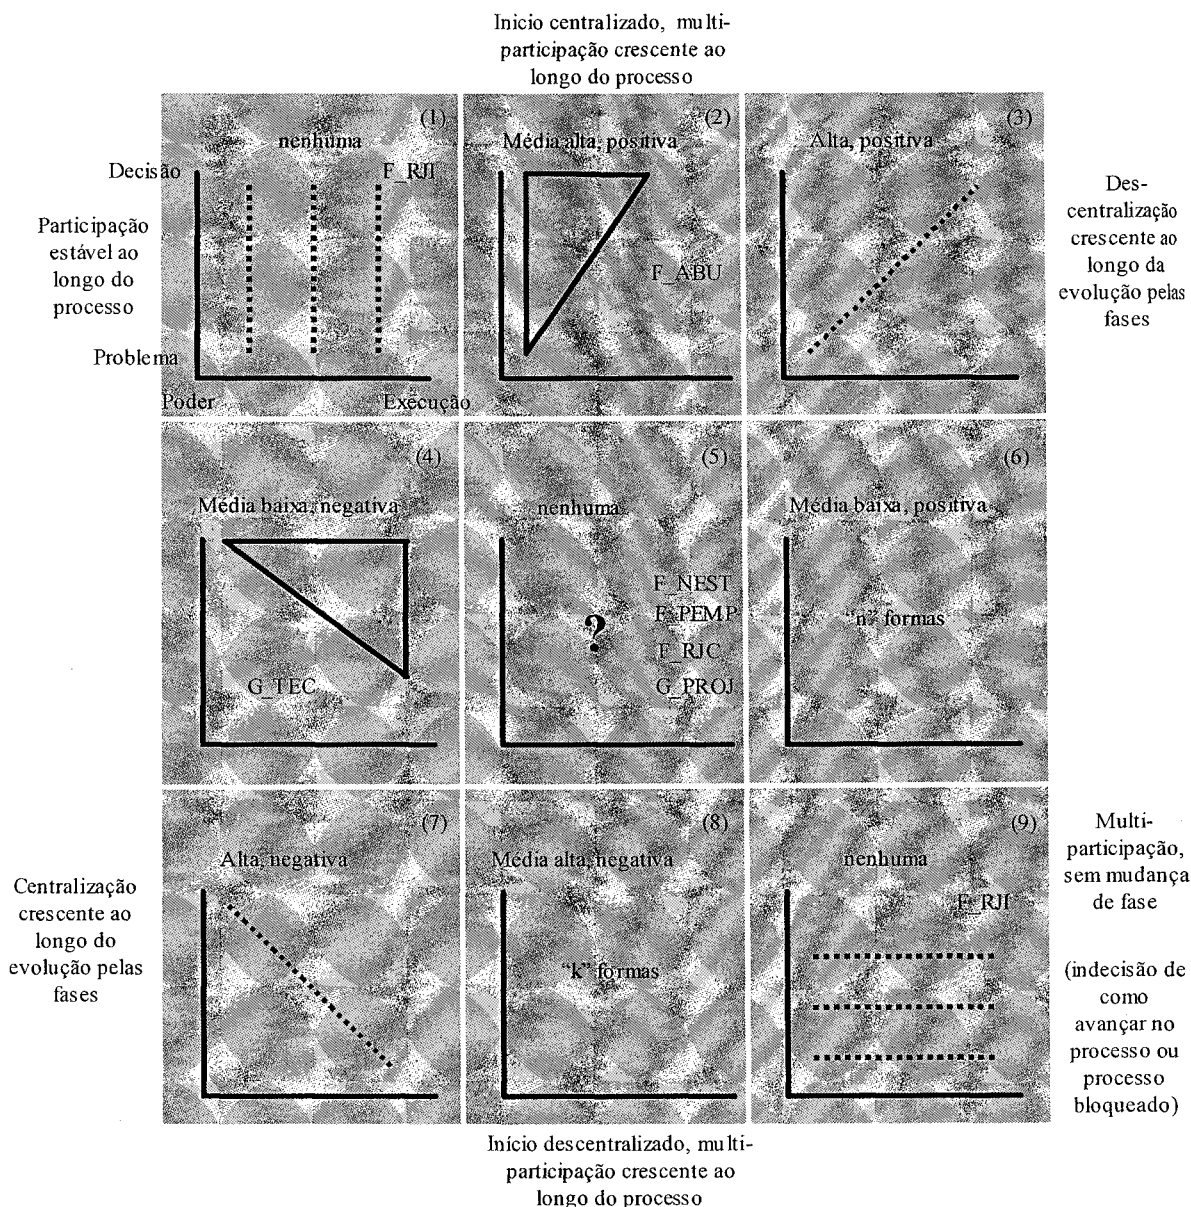 Inicio centralizado, multi-
participação crescente ao
longo do processo
(1)
nenhuma
F_RJI
Decisão
Participação
estável ao
longo do
processo
Problema
Poder
Execução
(2)
Média alta, positiva
F_ABU
(3)
Alta, positiva
Des-
centralização
crescente ao
longo da
evolução pelas
fases
(4)
Média baixa, negativa
G_TEC
(5)
nenhuma
F_NEST
F_PEMP
?
F_RJC
G_PROJ
(6)
Média baixa, positiva
"n" formas
(7)
Alta, negativa
Centralização
crescente ao
longo do
evolução pelas
fases
(8)
Média alta, negativa
"k" formas
(9)
nenhuma
F_RJI
Multi-
participação,
sem mudança
de fase
(indecisão de
como
avançar no
processo ou
processo
bloqueado)
Início descentralizado, multi-
participação crescente ao
longo do processo